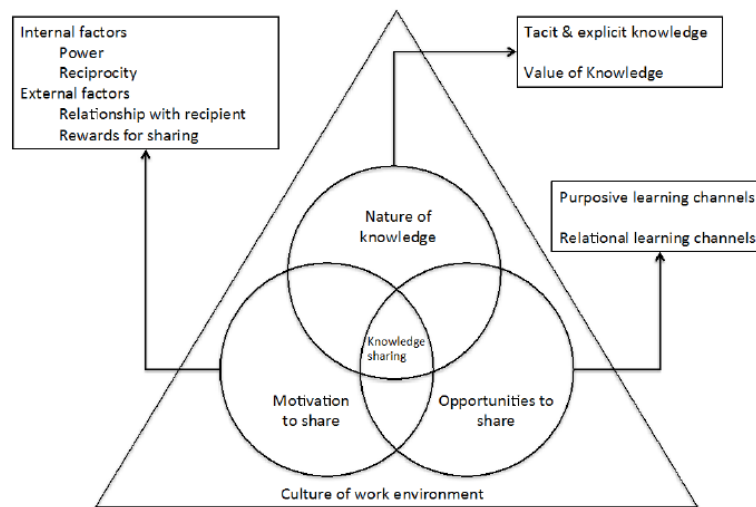 Internal factors
Power
Reciprocity
External factors
Relationship with recipient
Rewards for sharing
Tacit & explicit knowledge
Value of Knowledge
Purposive learning channels
Relational learning channels
Nature of
knowledge
Knowledge
sharing
Motivation
to share
Opportunities to
share
Culture of work environment